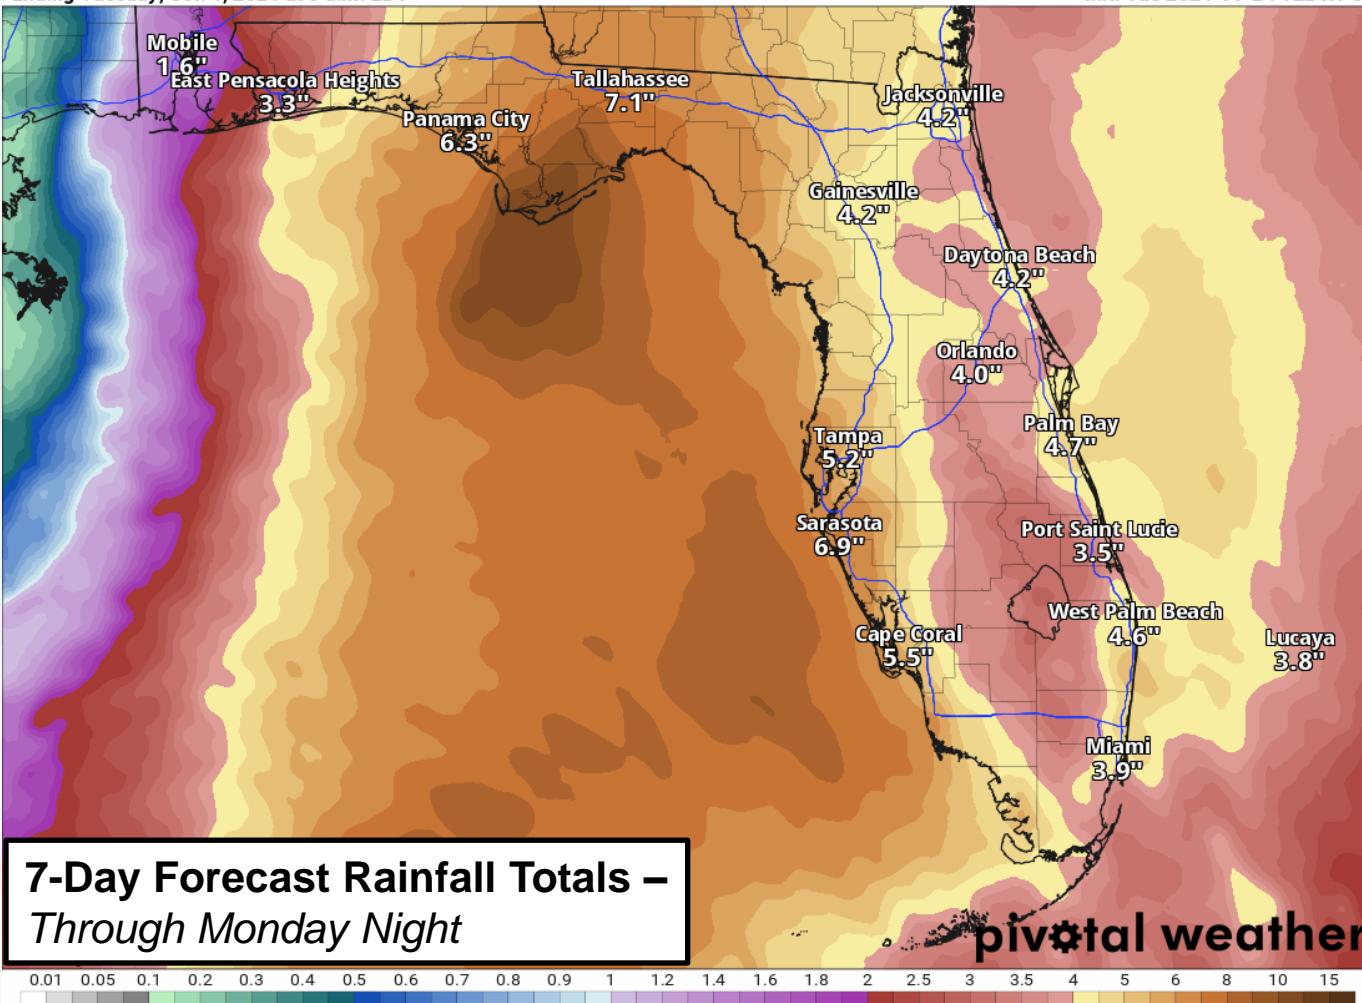 Mobile
1.6"
East Pensacola Heights
3.3"
Tallahassee
7.1"
Jacksonville
4.2"
Panama City
6.3"
Gainesville
4.2"
Daytona Beach
4.2"
Orlando
4.0"
Palm Bay
4.7"
Tampa
5.2"
Sarasota
6.9"
Port Saint Lucie
3.5"
West Palm Beach
4.6"
Cape Coral
5.5"
Lucaya
3.8"
Miami
3.9"
7-Day Forecast Rainfall Totals –
Through Monday Night
pivotal weather
0.01 0.05 0.1 0.2 0.3 0.4 0.5 0.6 0.7 0.8 0.9 1 1.2 1.4 1.6 1.8 2 2.5 3 3.5 4 5 6 8 10 15